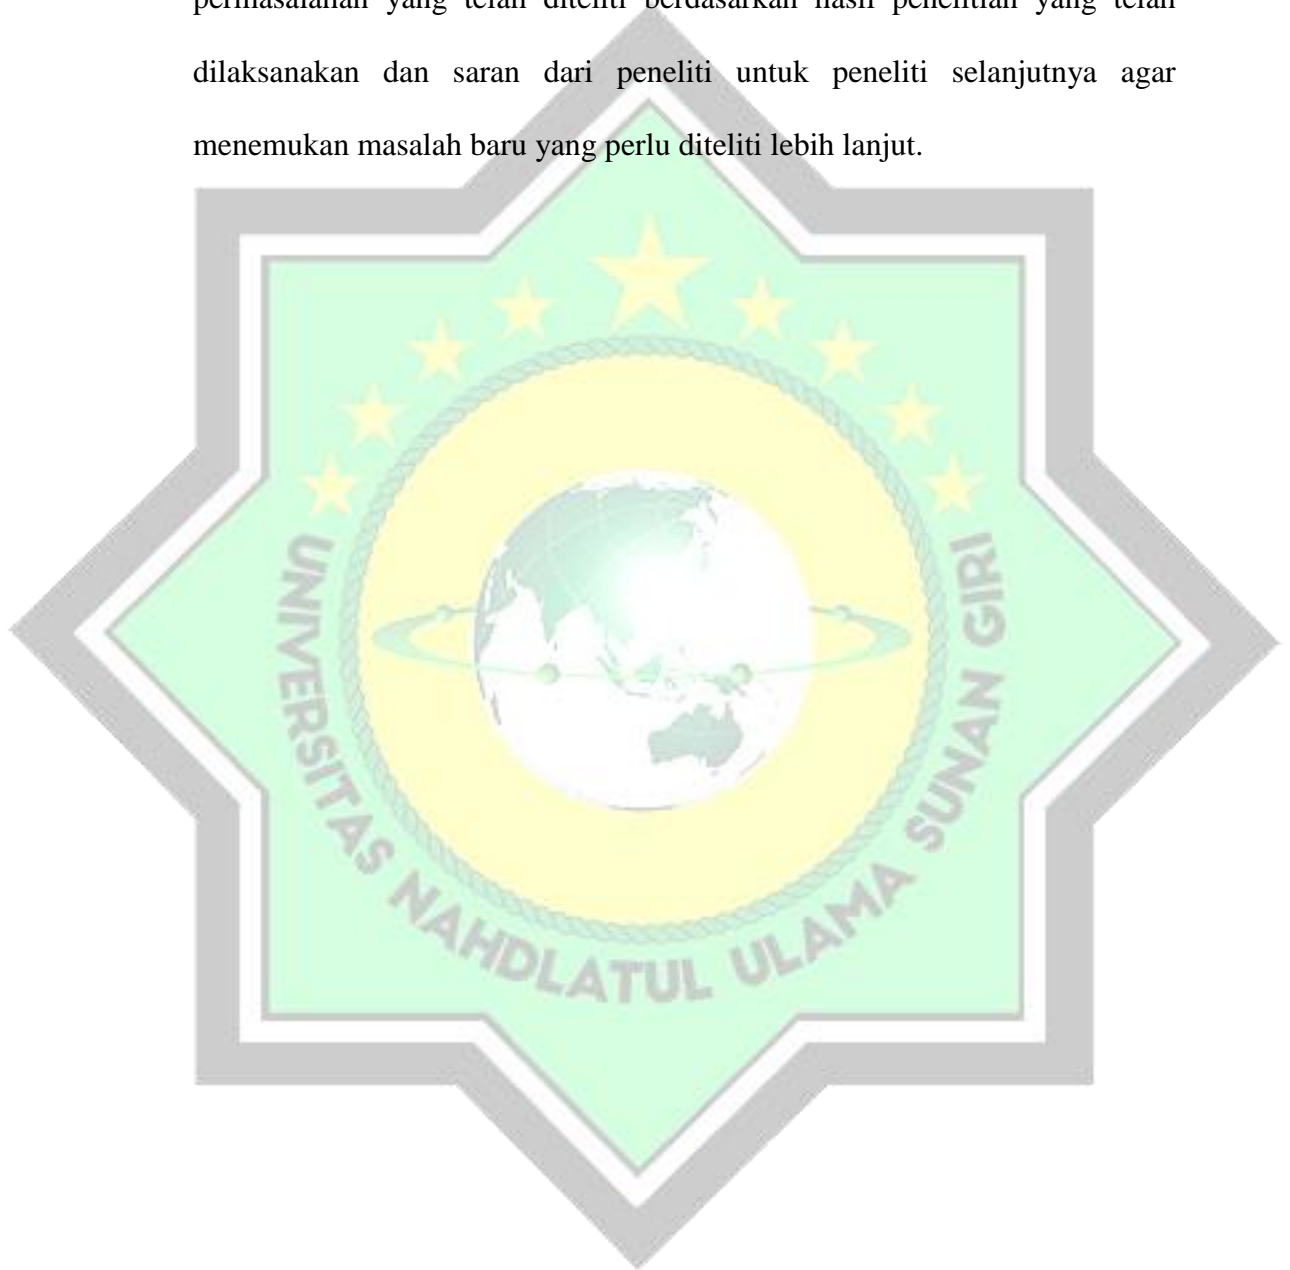 permasalahan yang telah diteliti berdasarkan hasil penelitian yang telah
dilaksanakan dan saran dari peneliti untuk peneliti selanjutnya agar
menemukan masalah baru yang perlu diteliti lebih lanjut.
UNIVERSITAS NAHDLATUL ULAMA SUNAN GIRI